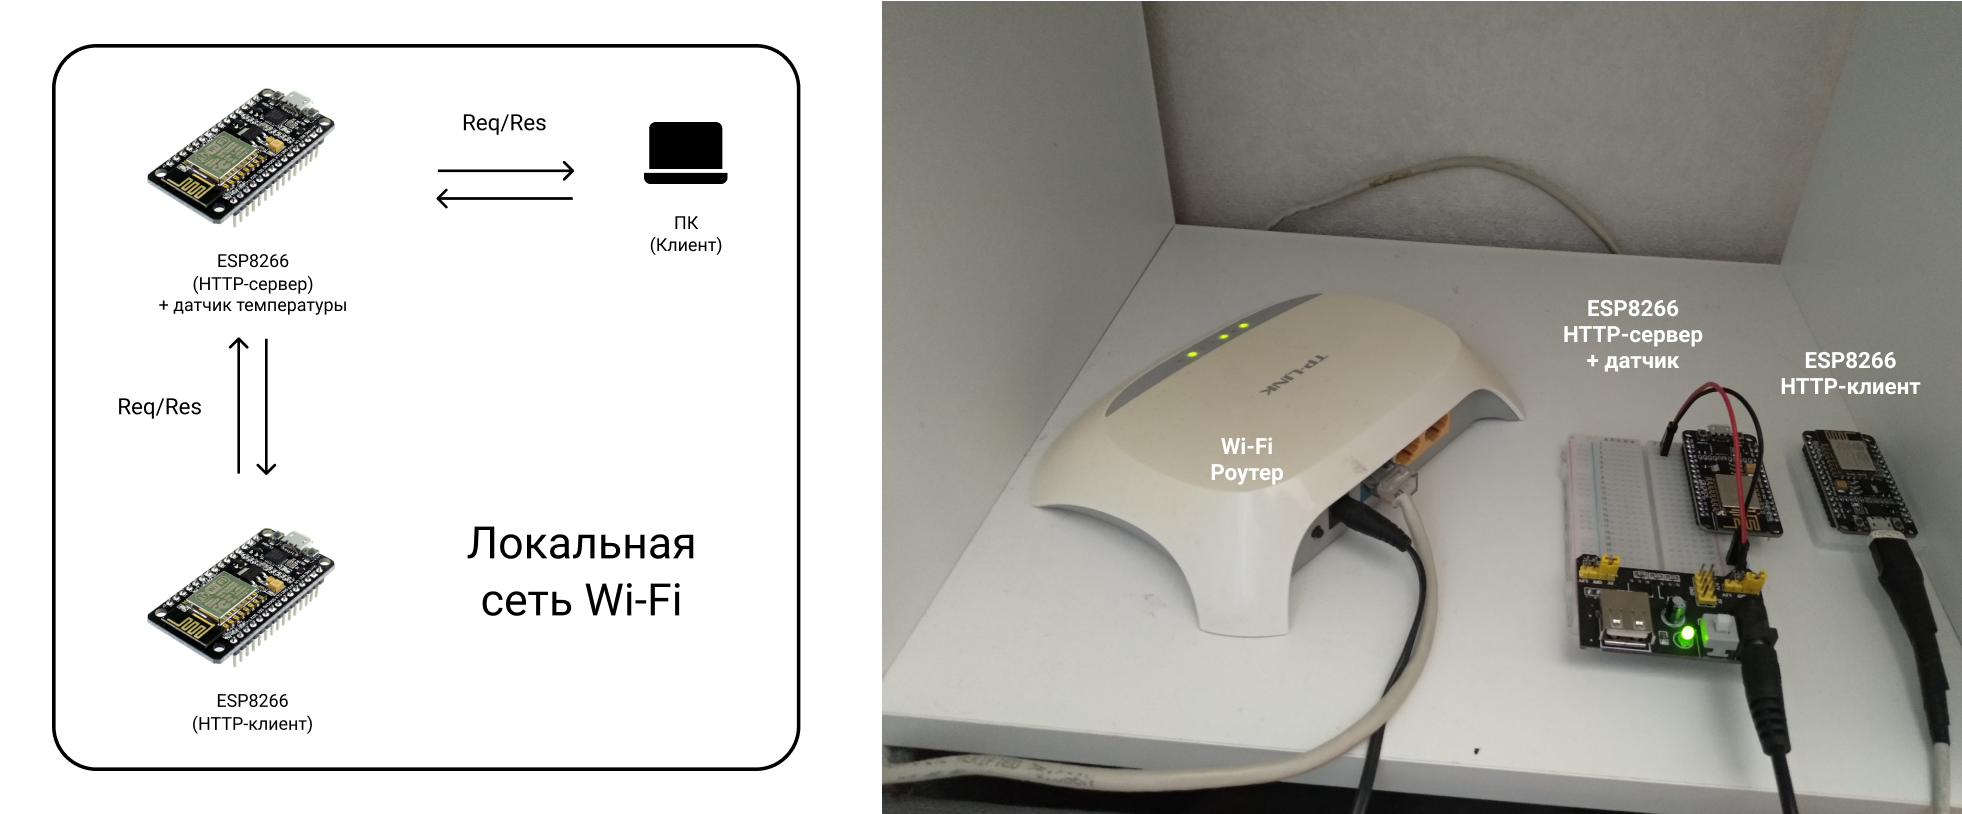 Req/Res
ПК
(Клиент)
ESP8266
(HTTP-сервер)
+ датчик температуры
Req/Res
Локальная
сеть Wi-Fi
ESP8266
(HTTP-клиент)
TP-LINK
Wi-Fi
Роутер
ESP8266
HTTP-сервер
+ датчик
ESP8266
HTTP-клиент